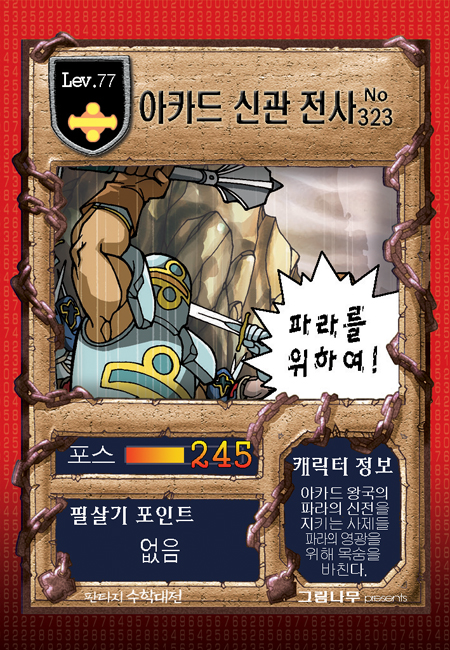 Lev.77
아카드 신관 전사 No 323
파라를
위하여!
포스 245
필살기 포인트
없음
캐릭터 정보
아카드 왕국의
파라의 신전을
지키는 사제들
파라의 영광을
위해 목숨을
바친다.
판타지 수학대전
그림나무 presents